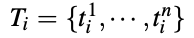 $T_i = \{t_i^1, \cdots, t_i^n\}$